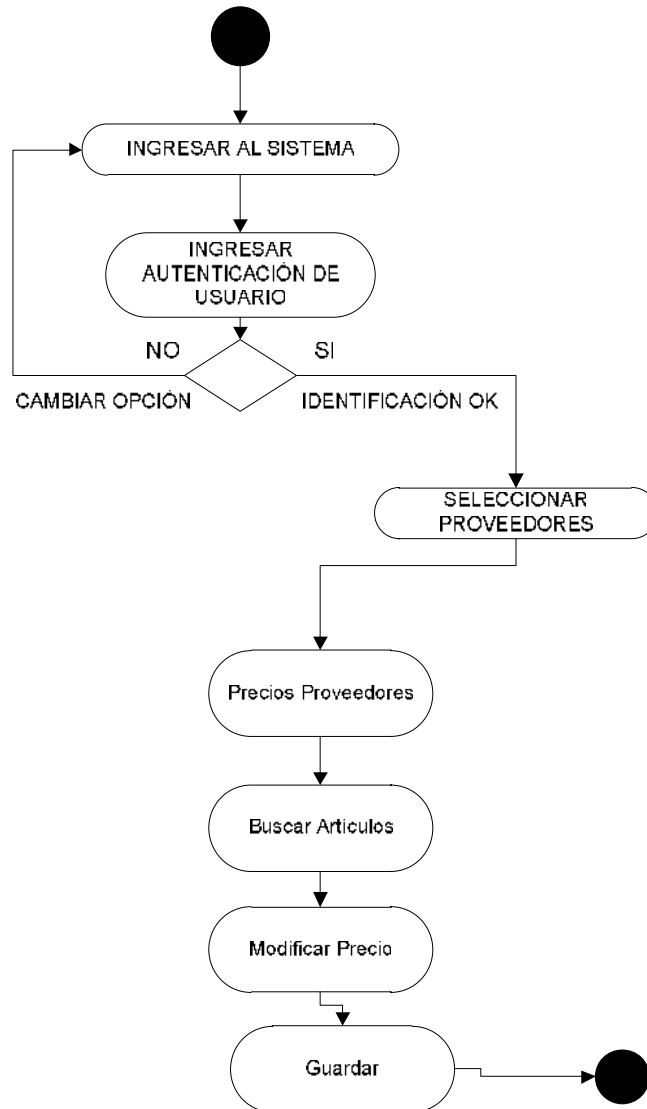 INGRESAR AL SISTEMA
INGRESAR
AUTENTICACIÓN DE
USUARIO
NO
SI
CAMBIAR OPCIÓN
IDENTIFICACIÓN OK
SELECCIONAR
PROVEEDORES
Precios Proveedores
Buscar Articulos
Modificar Precio
Guardar